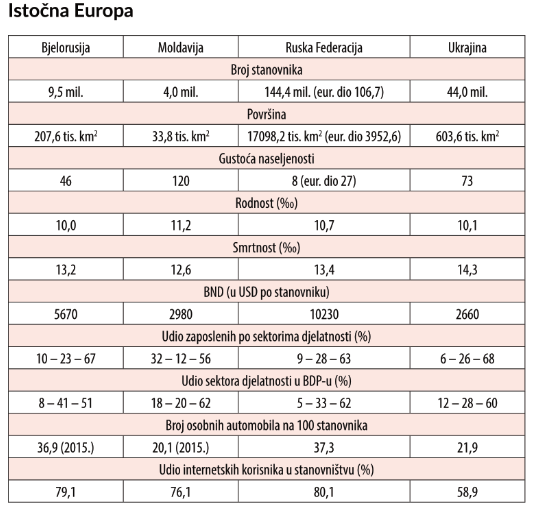 Istočna Europa
Bjelorusija Moldavija Ruska Federacija Ukrajina
Broj stanovnika
9,5 mil. 4,0 mil. 144,4 mil. (eur. dio 106,7) 44,0 mil.
Površina
207,6 tis. km² 33,8 tis. km² 17098,2 tis. km² (eur. dio 3952,6) 603,6 tis. km²
Gustoća naseljenosti
46 120 8 (eur. dio 27) 73
Rodnost (‰)
10,0 11,2 10,7 10,1
Smrtnost (‰)
13,2 12,6 13,4 14,3
BND (u USD po stanovniku)
5670 2980 10230 2660
Udio zaposlenih po sektorima djelatnosti (%)
10 – 23 – 67 32 – 12 – 56 9 – 28 – 63 6 – 26 – 68
Udio sektora djelatnosti u BDP-u (%)
8 – 41 – 51 18 – 20 – 62 5 – 33 – 62 12 – 28 – 60
Broj osobnih automobila na 100 stanovnika
36,9 (2015.) 20,1 (2015.) 37,3 21,9
Udio internetskih korisnika u stanovništvu (%)
79,1 76,1 80,1 58,9